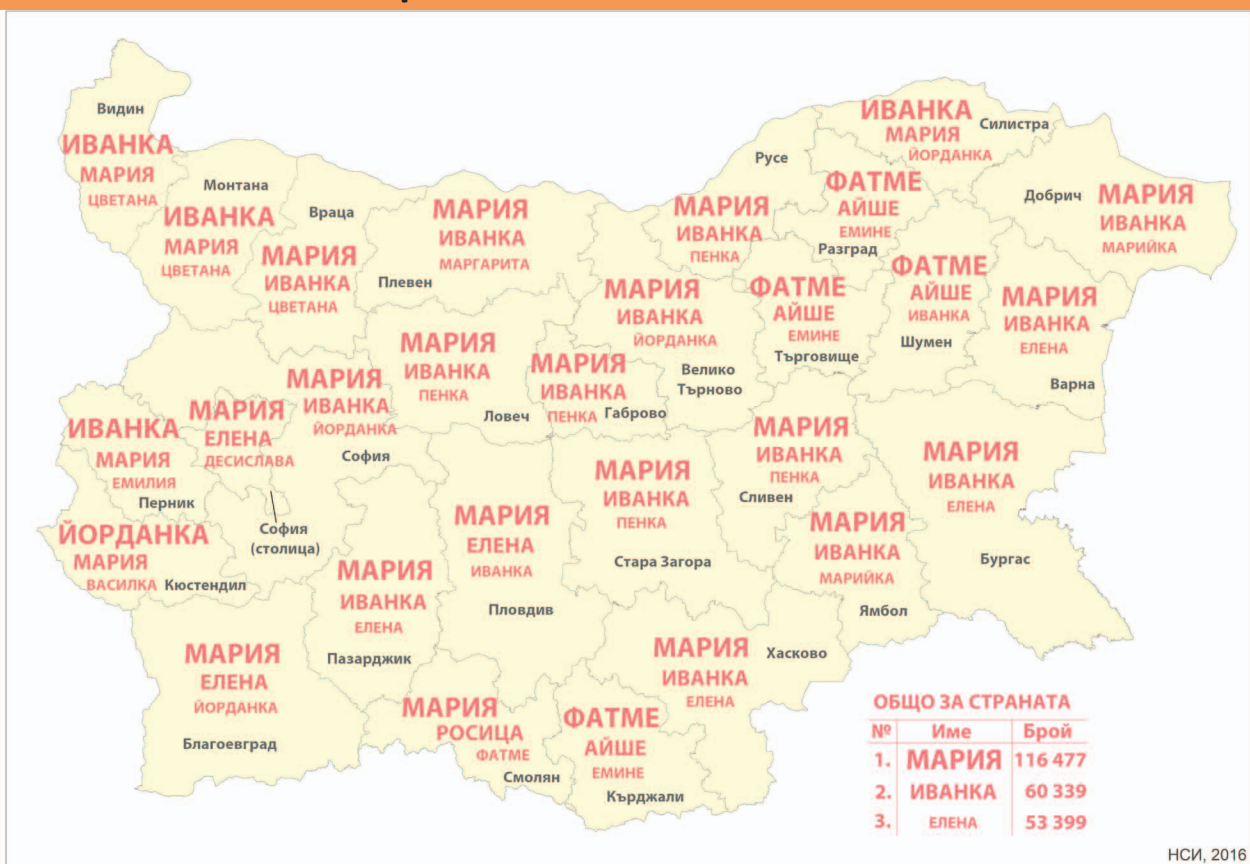 Видин
ИВАНКА
МАРИЯ
ЦВЕТАНА
Монтана
ИВАНКА
МАРИЯ
ЦВЕТАНА
Враца
МАРИЯ
ИВАНКА
ЦВЕТАНА
МАРИЯ
ИВАНКА
МАРГАРИТА
Плевен
Русе
МАРИЯ
ИВАНКА
ПЕНКА
ИВАНКА
МАРИЯ
ЙОРДАНКА
Силистра
ФАТМЕ
АЙШЕ
ЕМИНЕ
Разград
Добрич
МАРИЯ
ИВАНКА
МАРИЙКА
ФАТМЕ
АЙШЕ
ИВАНКА
Шумен
МАРИЯ
ИВАНКА
ЕЛЕНА
Варна
ФАТМЕ
АЙШЕ
ЕМИНЕ
Търговище
МАРИЯ
ИВАНКА
ЙОРДАНКА
Велико
Търново
МАРИЯ
ИВАНКА
ПЕНКА
Ловеч
МАРИЯ
ИВАНКА
ПЕНКА
Габрово
МАРИЯ
ИВАНКА
ЙОРДАНКА
София
МАРИЯ
ЕЛЕНА
ДЕСИСЛАВА
София
(столица)
ИВАНКА
МАРИЯ
ЕМИЛИЯ
Перник
ЙОРДАНКА
МАРИЯ
ВАСИЛКА
Кюстендил
МАРИЯ
ЕЛЕНА
ЙОРДАНКА
Благоевград
МАРИЯ
ИВАНКА
ЕЛЕНА
Пазарджик
МАРИЯ
ЕЛЕНА
ИВАНКА
Пловдив
МАРИЯ
ИВАНКА
ПЕНКА
Стара Загора
МАРИЯ
ИВАНКА
ПЕНКА
Сливен
МАРИЯ
ИВАНКА
МАРИЙКА
Ямбол
МАРИЯ
ИВАНКА
ЕЛЕНА
Бургас
МАРИЯ
ИВАНКА
ЕЛЕНА
Хасково
МАРИЯ
РОСИЦА
ФАТМЕ
Смолян
ФАТМЕ
АЙШЕ
ЕМИНЕ
Кърджали
ОБЩО ЗА СТРАНАТА
№ Име Брой
1. МАРИЯ 116 477
2. ИВАНКА 60 339
3. ЕЛЕНА 53 399
НСИ, 2016